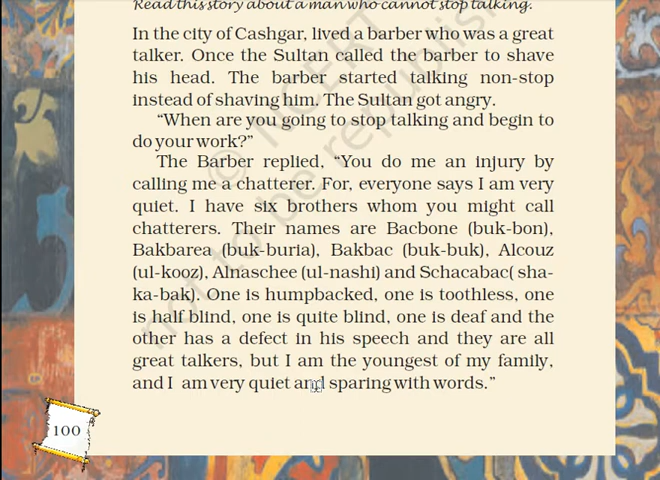 Read this story about a man who cannot stop talking.
In the city of Cashgar, lived a barber who was a great
talker. Once the Sultan called the barber to shave
his head. The barber started talking non-stop
instead of shaving him. The Sultan got angry.
“When are you going to stop talking and begin to
do your work?”
The Barber replied, “You do me an injury by
calling me a chatterer. For, everyone says I am very
quiet. I have six brothers whom you might call
chatterers. Their names are Bacbone (buk-bon),
Bakbarea (buk-buria), Bakbac (buk-buk), Alcouz
(ul-kooz), Alnaschee (ul-nashi) and Schacabac( sha-
ka-bak). One is humpbacked, one is toothless, one
is half blind, one is quite blind, one is deaf and the
other has a defect in his speech and they are all
great talkers, but I am the youngest of my family,
and I am very quiet and sparing with words.”
100
© NCERT
not to be republished